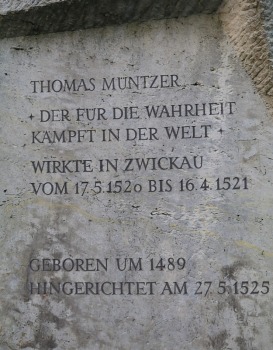 THOMAS MÜNTZER
+ DER FÜR DIE WAHRHEIT
KÄMPFT IN DER WELT +
WIRKTE IN ZWICKAU
VOM 17.5.1520 BIS 16.4.1521
GEBOREN UM 1489
HINGERICHTET AM 27.5.1525